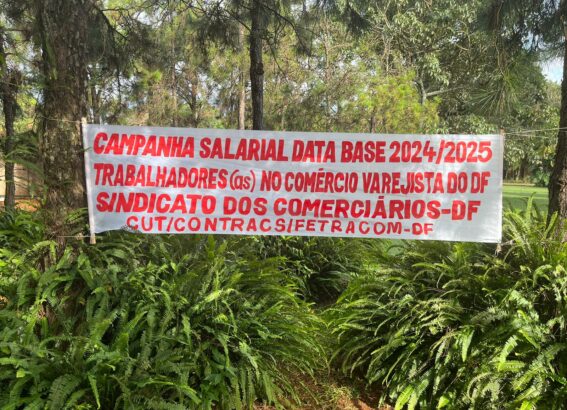 CAMPANHA SALARIAL DATA BASE 2024/2025
TRABALHADORES (as) NO COMÉRCIO VAREJISTA DO DF
SINDICATO DOS COMERCIÁRIOS-DF
CUT/CONTRACS/FETRACOM-DF